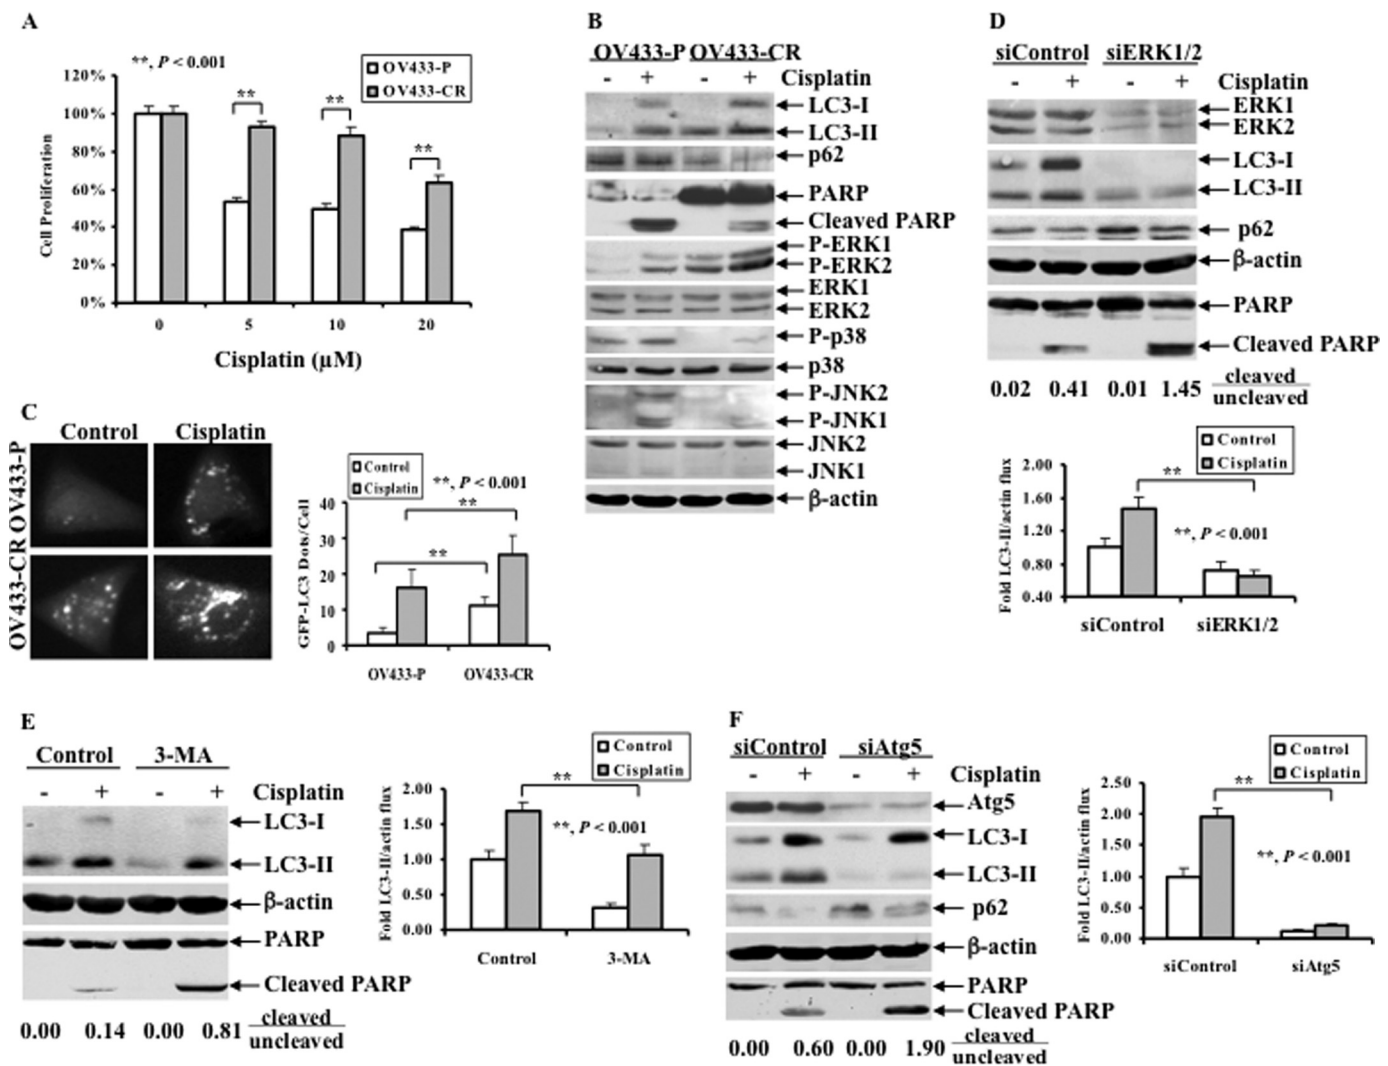 A
**, P < 0.001
OV433-P
OV433-CR
120%
100%
80%
60%
40%
20%
0%
Cell Proliferation
** ** **
0 5 10 20
Cisplatin (µM)
B
OV433-P OV433-CR
- + - + Cisplatin
LC3-I
LC3-II
p62
PARP
Cleaved PARP
P-ERK1
P-ERK2
ERK1
ERK2
P-p38
p38
P-JNK2
P-JNK1
JNK2
JNK1
β-actin
C
Control Cisplatin
OV433-CR OV433-P
Control
Cisplatin
**, P < 0.001
**
**
40
30
20
10
0
GFP-LC3 Dots/Cell
OV433-P OV433-CR
D
siControl siERK1/2
- + - + Cisplatin
ERK1
ERK2
LC3-I
LC3-II
p62
β-actin
PARP
Cleaved PARP
0.02 0.41 0.01 1.45 cleaved
uncleaved
Control
Cisplatin
**
**, P < 0.001
2.00
1.60
1.20
0.80
0.40
Fold LC3-II/actin flux
siControl siERK1/2
E
Control 3-MA
- + - + Cisplatin
LC3-I
LC3-II
β-actin
PARP
Cleaved PARP
0.00 0.14 0.00 0.81 cleaved
uncleaved
Control
Cisplatin
**
**, P < 0.001
2.00
1.50
1.00
0.50
0.00
Fold LC3-II/actin flux
Control 3-MA
F
siControl siAtg5
- + - + Cisplatin
Atg5
LC3-I
LC3-II
p62
β-actin
PARP
Cleaved PARP
0.00 0.60 0.00 1.90 cleaved
uncleaved
Control
Cisplatin
**
**, P < 0.001
2.50
2.00
1.50
1.00
0.50
0.00
Fold LC3-II/actin flux
siControl siAtg5